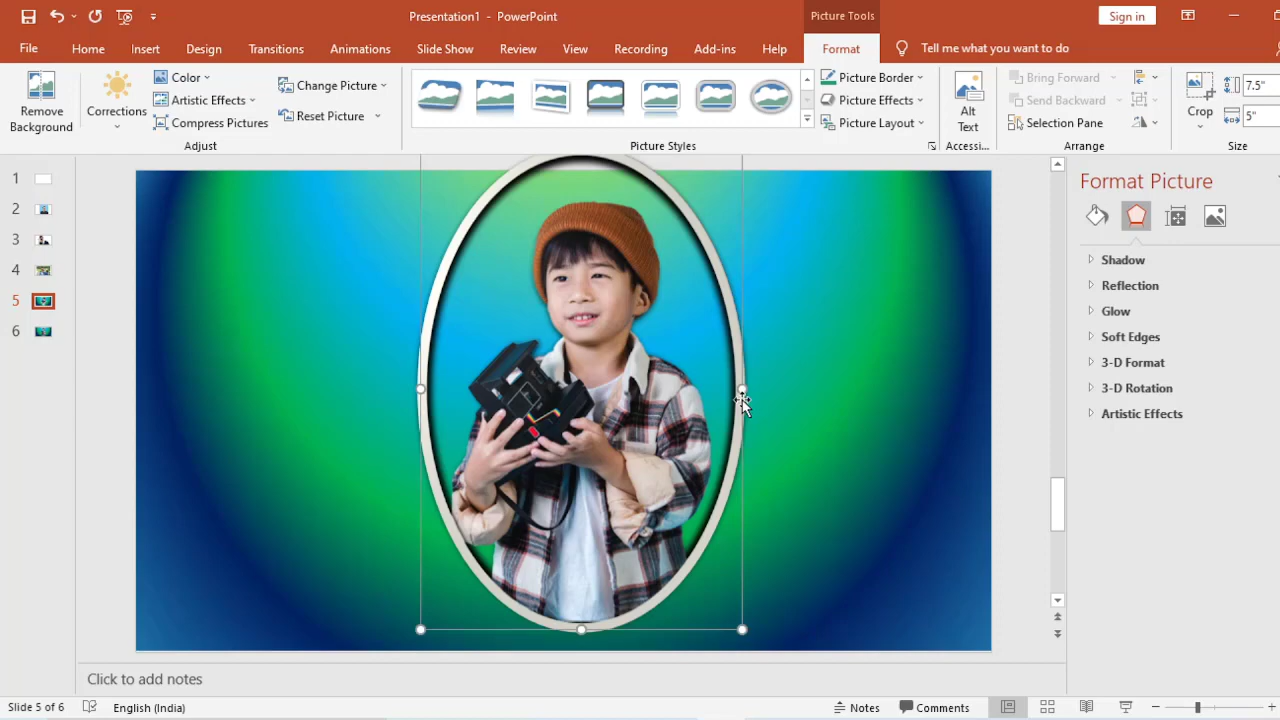 Presentation1 - PowerPoint
Picture Tools
Sign in
File Home Insert Design Transitions Animations Slide Show Review View Recording Add-ins Help Format Tell me what you want to do
Remove Background
Corrections
Color
Artistic Effects
Compress Pictures
Change Picture
Reset Picture
Adjust
Picture Styles
Picture Border
Picture Effects
Picture Layout
Alt Text
Accessi...
Bring Forward
Send Backward
Selection Pane
Arrange
Crop
7.5"
5"
Size
1
2
3
4
5
6
Format Picture
Shadow
Reflection
Glow
Soft Edges
3-D Format
3-D Rotation
Artistic Effects
Click to add notes
Slide 5 of 6 English (India) Notes Comments